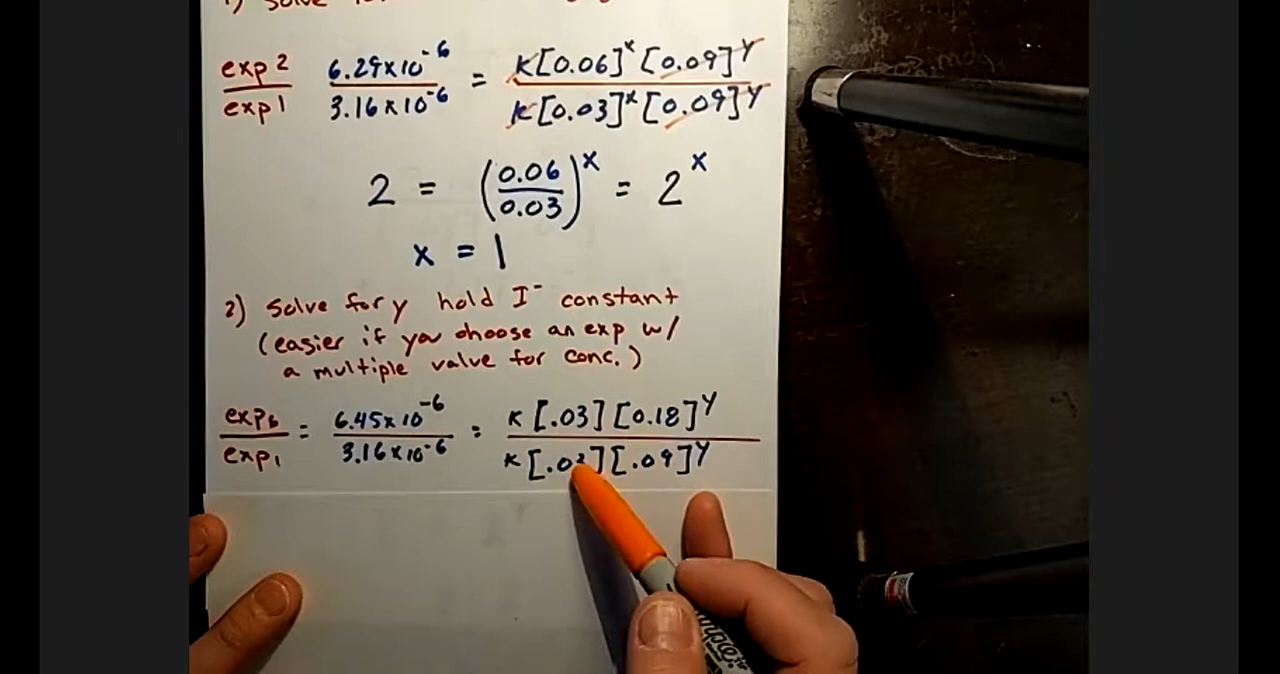 1) Solve
exp 2 / exp 1  6.29x10^-6 / 3.16x10^-6 = K[0.06]^x [0.09]^y / K[0.03]^x [0.09]^y
2 = (0.06/0.03)^x = 2^x
x = 1
2) Solve for y hold I^- constant
(easier if you choose an exp w/
a multiple value for conc.)
exp6 / exp1 = 6.45x10^-6 / 3.16x10^-6 = K [.03][0.18]^y / K [.03][.09]^y